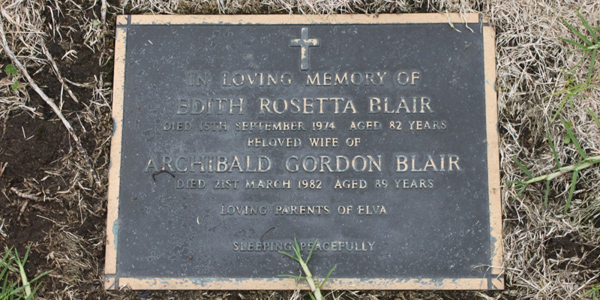 IN LOVING MEMORY OF
EDITH ROSETTA BLAIR
DIED 15TH SEPTEMBER 1974 AGED 82 YEARS
BELOVED WIFE OF
ARCHIBALD GORDON BLAIR
DIED 21ST MARCH 1982 AGED 89 YEARS
LOVING PARENTS OF ELVA
SLEEPING PEACEFULLY